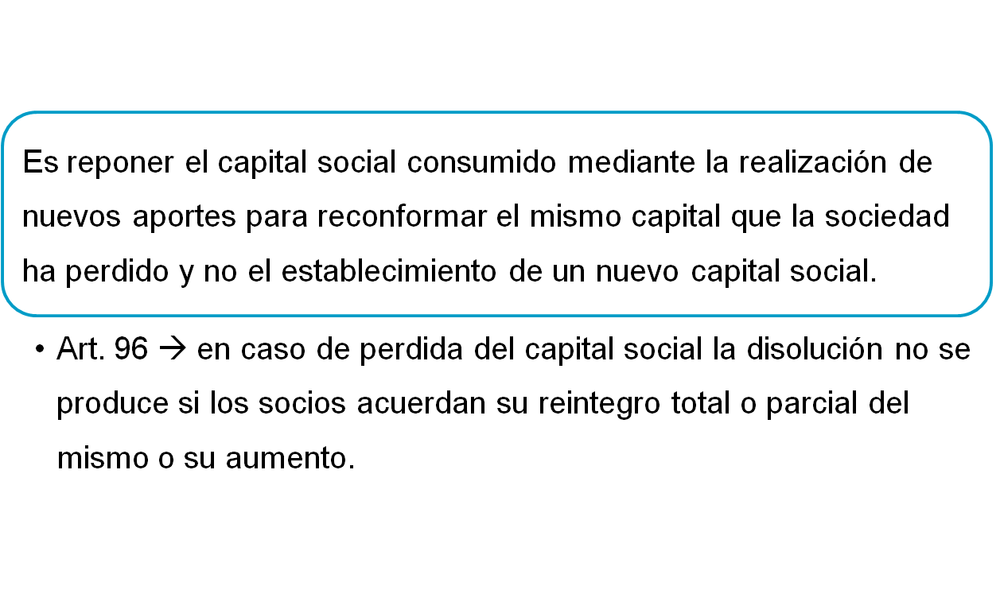 Es reponer el capital social consumido mediante la realización de
nuevos aportes para reconformar el mismo capital que la sociedad
ha perdido y no el establecimiento de un nuevo capital social.
• Art. 96 → en caso de perdida del capital social la disolución no se
produce si los socios acuerdan su reintegro total o parcial del
mismo o su aumento.